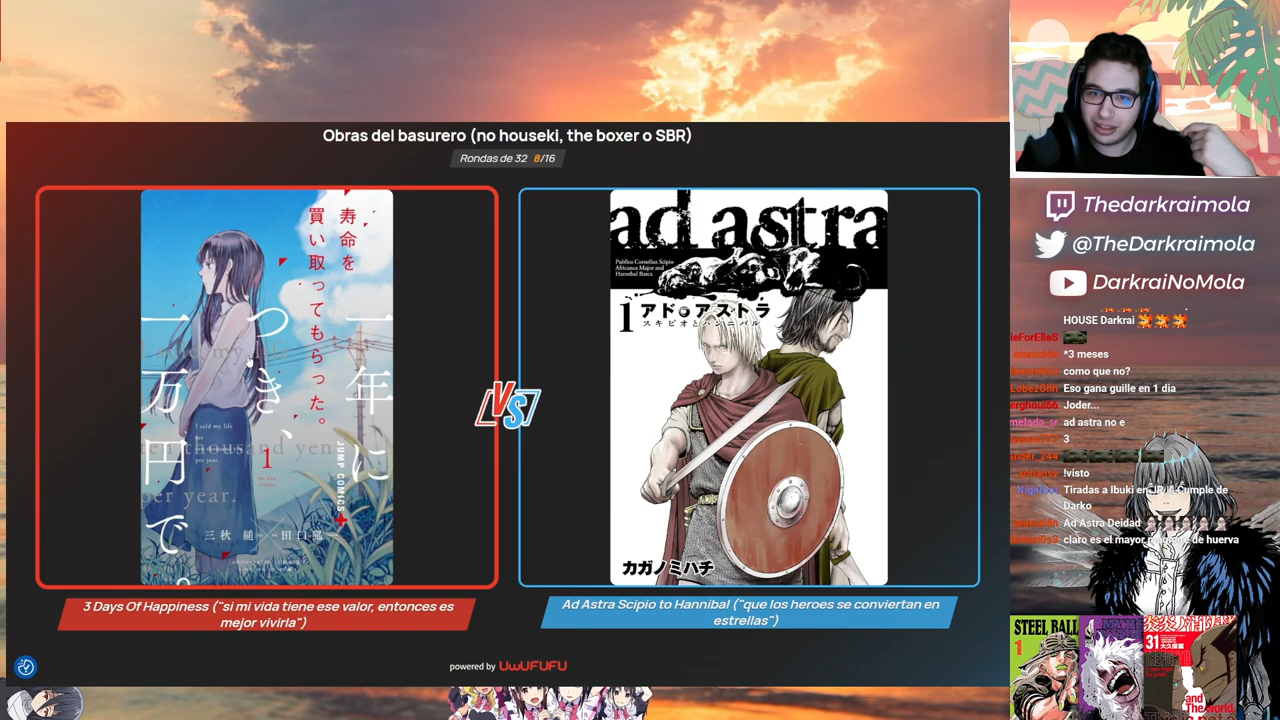 Obras del basurero (no houseki, the boxer o SBR)
Rondas de 32 8/16
寿命を
買い取ってもらった。
一年に
つき、
一万円で。
I sold my life
for
ten thousand yen
per year.
1
JUMP COMICS+
三秋 縋
田口囁
VS
ad astra
Publius Cornelius Scipio
Africanus Major and
Hannibal Barca
1
アド・アストラ
スキピオとハンニバル
カガノミハチ
3 Days Of Happiness ("si mi vida tiene ese valor, entonces es
mejor vivirla")
Ad Astra Scipio to Hannibal ("que los heroes se conviertan en
estrellas")
powered by UwUFUFU
Thedarkraimola
@TheDarkraimola
DarkraiNoMola
HOUSE Darkrai
ieForElleS
*3 meses
como que no?
Eso gana guille en 1 dia
erghoul66 Joder...
melada_sr ad astra no e
3
!visto
Tiradas a Ibuki en JP // Cumple de
Darko
Ad Astra Deidad
claro es el mayor magnate de huerva
STEEL BALL
1
31
and
The world